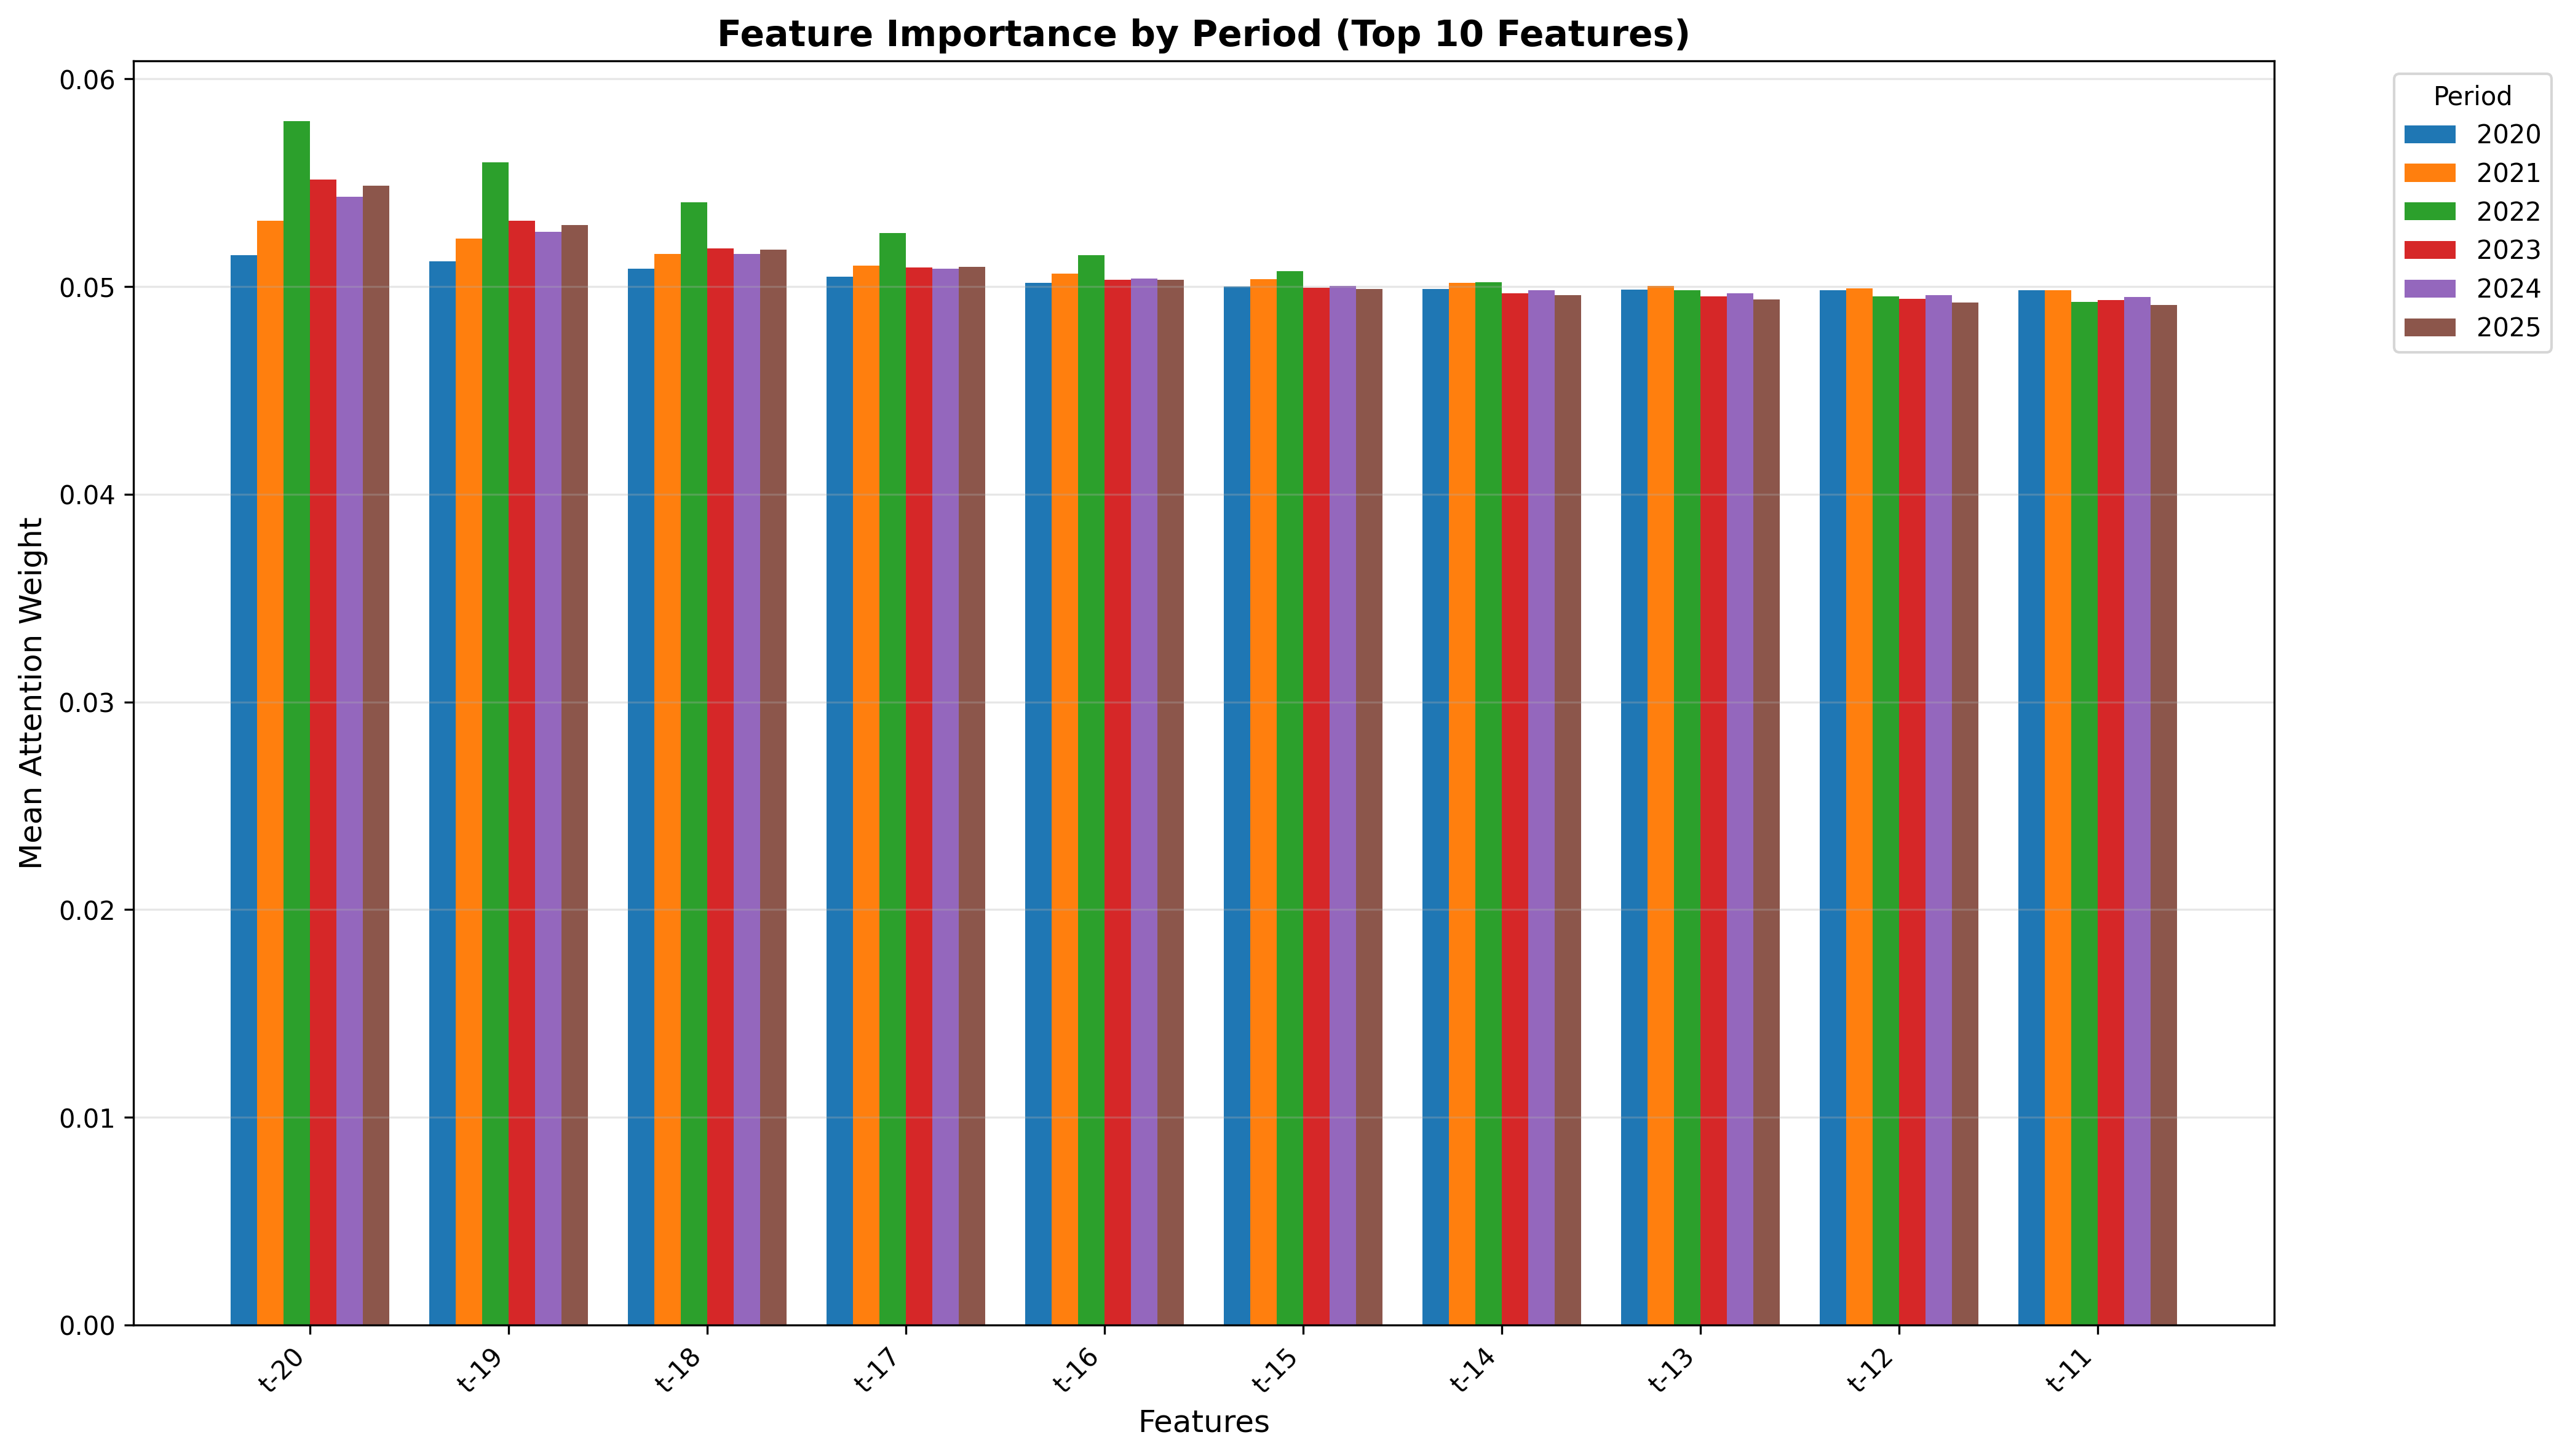 Feature Importance by Period (Top 10 Features)
Mean Attention Weight
0.06
0.05
0.04
0.03
0.02
0.01
0.00
t-20
t-19
t-18
t-17
t-16
t-15
t-14
t-13
t-12
t-11
Features
Period
2020
2021
2022
2023
2024
2025